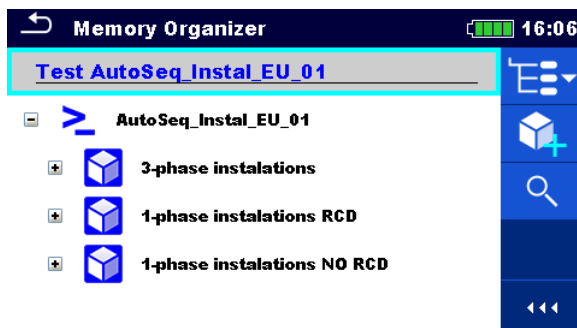 Memory Organizer 16:06
Test AutoSeq_Instal_EU_01
AutoSeq_Instal_EU_01
3-phase instalations
1-phase instalations RCD
1-phase instalations NO RCD